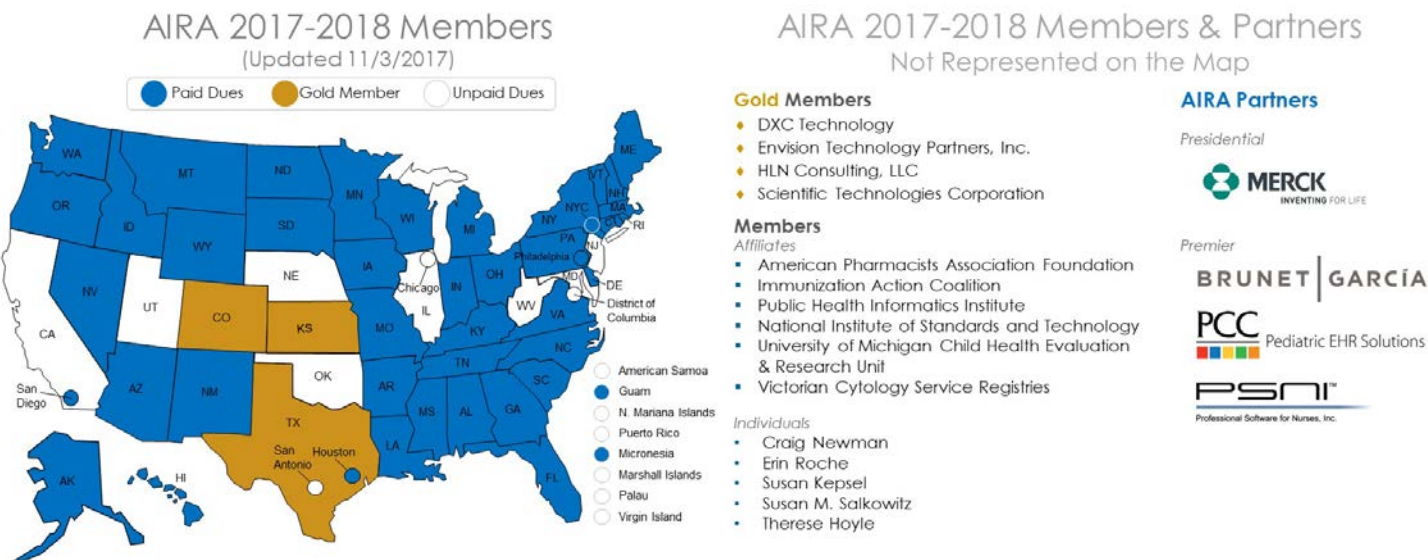 AIRA 2017-2018 Members
(Updated 11/3/2017)
Paid Dues
Gold Member
Unpaid Dues
WA
OR
CA
ID
NV
MT
WY
UT
AZ
CO
NM
ND
SD
NE
KS
OK
TX
MN
IA
MO
AR
LA
WI
IL
MI
IN
OH
KY
TN
MS
AL
GA
FL
SC
NC
VA
WV
PA
NY
NYC
VT
NH
ME
MA
CT
RI
NJ
DE
MD
Philadelphia
Chicago
District of
Columbia
San
Diego
San
Antonio
Houston
AK
HI
American Samoa
Guam
N. Mariana Islands
Puerto Rico
Micronesia
Marshall Islands
Palau
Virgin Island
AIRA 2017-2018 Members & Partners
Not Represented on the Map
Gold Members
DXC Technology
Envision Technology Partners, Inc.
HLN Consulting, LLC
Scientific Technologies Corporation
Members
Affiliates
American Pharmacists Association Foundation
Immunization Action Coalition
Public Health Informatics Institute
National Institute of Standards and Technology
University of Michigan Child Health Evaluation
& Research Unit
Victorian Cytology Service Registries
Individuals
Craig Newman
Erin Roche
Susan Kepsel
Susan M. Salkowitz
Therese Hoyle
AIRA Partners
Presidential
MERCK
INVENTING FOR LIFE
Premier
BRUNET GARCÍA
PCC
Pediatric EHR Solutions
PSNI™
Professional Software for Nurses, Inc.